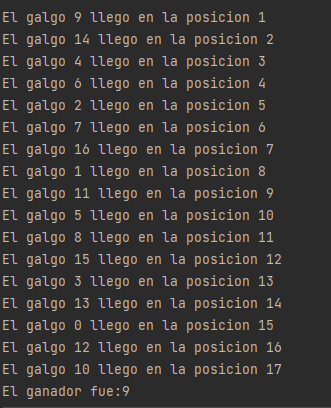 El galgo 9 llego en la posicion 1
El galgo 14 llego en la posicion 2
El galgo 4 llego en la posicion 3
El galgo 6 llego en la posicion 4
El galgo 2 llego en la posicion 5
El galgo 7 llego en la posicion 6
El galgo 16 llego en la posicion 7
El galgo 1 llego en la posicion 8
El galgo 11 llego en la posicion 9
El galgo 5 llego en la posicion 10
El galgo 8 llego en la posicion 11
El galgo 15 llego en la posicion 12
El galgo 3 llego en la posicion 13
El galgo 13 llego en la posicion 14
El galgo 0 llego en la posicion 15
El galgo 12 llego en la posicion 16
El galgo 10 llego en la posicion 17
El ganador fue:9